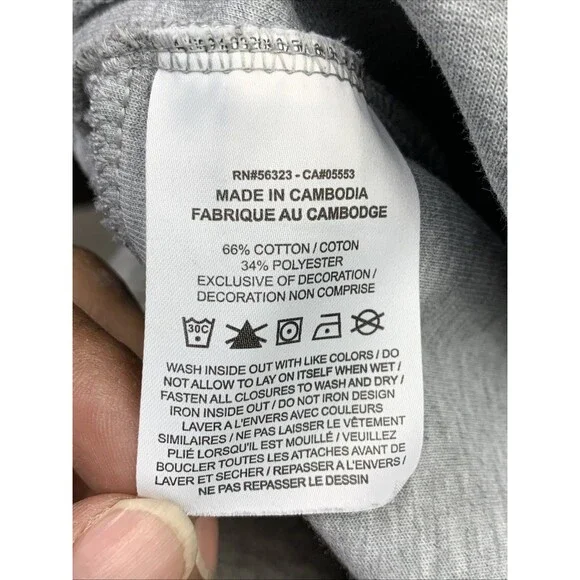 RN#56323 - CA#05553
MADE IN CAMBODIA
FABRIQUE AU CAMBODGE
66% COTTON / COTON
34% POLYESTER
EXCLUSIVE OF DECORATION /
DECORATION NON COMPRISE
30C
WASH INSIDE OUT WITH LIKE COLORS / DO
NOT ALLOW TO LAY ON ITSELF WHEN WET /
FASTEN ALL CLOSURES TO WASH AND DRY /
IRON INSIDE OUT / DO NOT IRON DESIGN
LAVER A L'ENVERS AVEC COULEURS
SIMILAIRES / NE PAS LAISSER LE VÊTEMENT
PLIÉ LORSQU'IL EST MOUILLÉ / VEUILLEZ
BOUCLER TOUTES LES ATTACHES AVANT DE
LAVER ET SECHER / REPASSER A L'ENVERS /
NE PAS REPASSER LE DESSIN